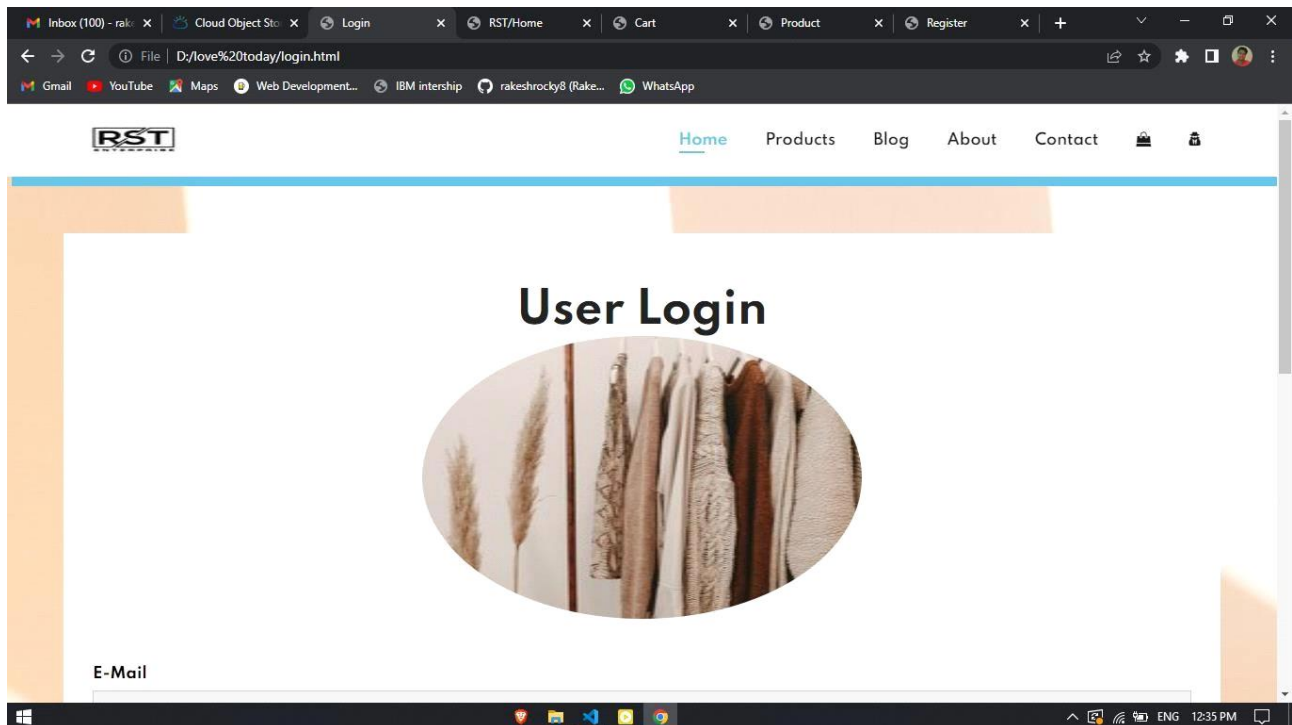 Inbox (100) - rak
Cloud Object Sto
Login
RST/Home
Cart
Product
Register
File
D:/love%20today/login.html
Gmail
YouTube
Maps
Web Development...
IBM intership
rakeshrocky8 (Rake...
WhatsApp
RST
ENTERPRISE
Home
Products
Blog
About
Contact
User Login
E-Mail
ENG
12:35 PM